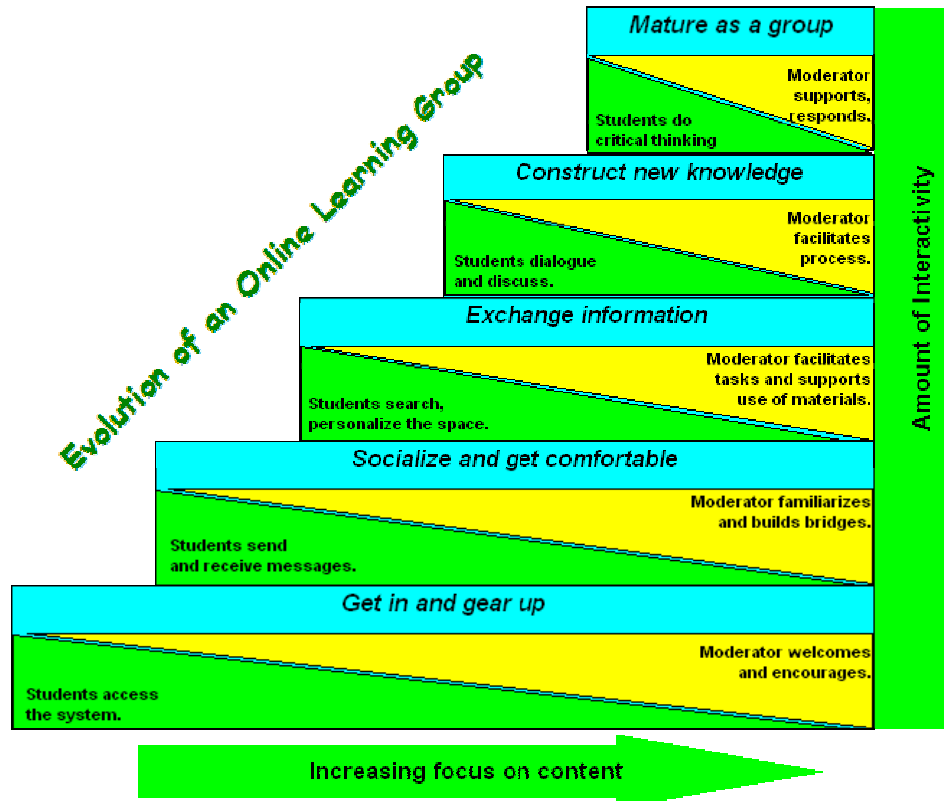 Evolution of an Online Learning Group
Mature as a group
Moderator
supports,
responds.
Students do
critical thinking
Construct new knowledge
Moderator
facilitates
process.
Students dialogue
and discuss.
Exchange information
Moderator facilitates
tasks and supports
use of materials.
Students search,
personalize the space.
Socialize and get comfortable
Moderator familiarizes
and builds bridges.
Students send
and receive messages.
Get in and gear up
Moderator welcomes
and encourages.
Students access
the system.
Amount of Interactivity
Increasing focus on content